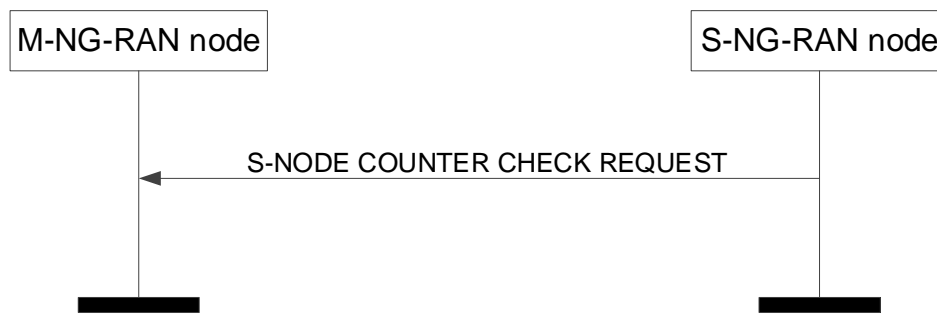 M-NG-RAN node
S-NG-RAN node
S-NODE COUNTER CHECK REQUEST